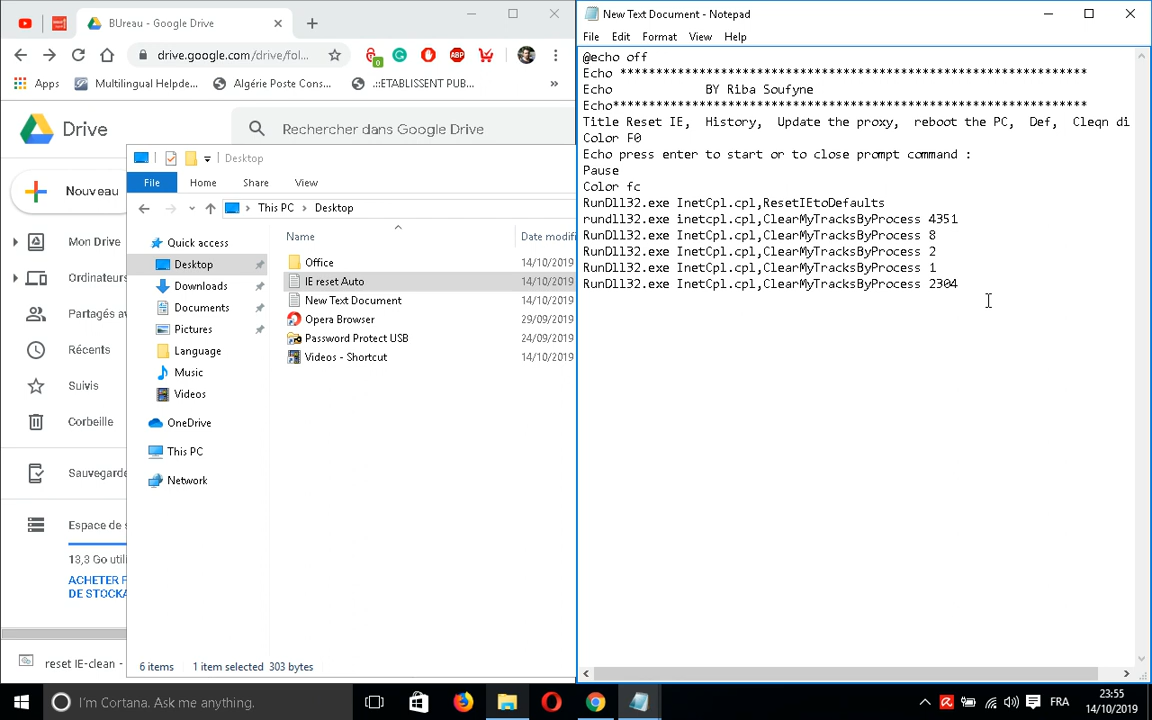 BUreau - Google Drive
drive.google.com/drive/fol...
0
ABP
Apps
Multilingual Helpde...
Algérie Poste Cons...
.::ETABLISSENT PUB...
»
Drive
Rechercher dans Google Drive
Nouveau
Mon Drive
Ordinateurs
Partagés av
Récents
Suivis
Corbeille
Sauvegarde
Espace de s
13,3 Go utili
ACHETER F
DE STOCKA
reset IE-clean -
Desktop
File
Home
Share
View
This PC
Desktop
Name
Date modifi
Quick access
Desktop
Downloads
Documents
Pictures
Language
Music
Videos
OneDrive
This PC
Network
Office
14/10/2019
IE reset Auto
14/10/2019
New Text Document
14/10/2019
Opera Browser
29/09/2019
Password Protect USB
24/09/2019
Videos - Shortcut
14/10/2019
6 items
1 item selected
303 bytes
New Text Document - Notepad
File
Edit
Format
View
Help
@echo off
Echo *****************************************************************
Echo BY Riba Soufyne
Echo******************************************************************
Title Reset IE, History, Update the proxy, reboot the PC, Def, Cleqn di
Color F0
Echo press enter to start or to close prompt command :
Pause
Color fc
RunDll32.exe InetCpl.cpl,ResetIEtoDefaults
rundll32.exe InetCpl.cpl,ClearMyTracksByProcess 4351
RunDll32.exe InetCpl.cpl,ClearMyTracksByProcess 8
RunDll32.exe InetCpl.cpl,ClearMyTracksByProcess 2
RunDll32.exe InetCpl.cpl,ClearMyTracksByProcess 1
RunDll32.exe InetCpl.cpl,ClearMyTracksByProcess 2304
I'm Cortana. Ask me anything.
FRA
23:55
14/10/2019